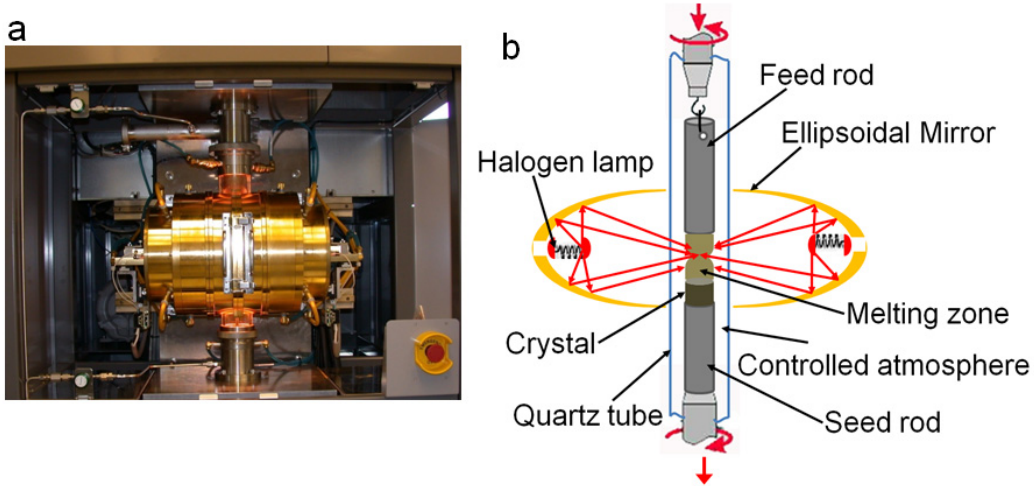 a
b
Feed rod
Ellipsoidal Mirror
Halogen lamp
Melting zone
Crystal
Controlled atmosphere
Quartz tube
Seed rod